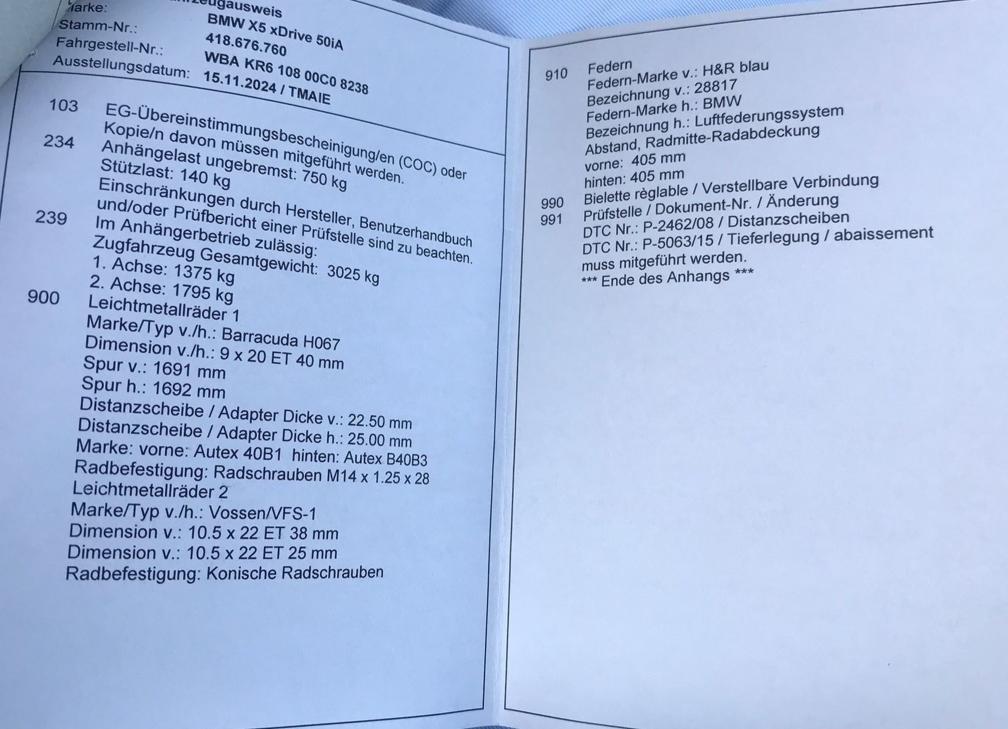 zeugausweis
Marke: BMW X5 xDrive 50iA
Stamm-Nr.: 418.676.760
Fahrgestell-Nr.: WBA KR6 108 00C0 8238
Ausstellungsdatum: 15.11.2024 / TMAIE
103 EG-Übereinstimmungsbescheinigung/en (COC) oder
Kopie/n davon müssen mitgeführt werden.
234 Anhängelast ungebremst: 750 kg
Stützlast: 140 kg
Einschränkungen durch Hersteller, Benutzerhandbuch
und/oder Prüfbericht einer Prüfstelle sind zu beachten.
239 Im Anhängerbetrieb zulässig:
Zugfahrzeug Gesamtgewicht: 3025 kg
1. Achse: 1375 kg
2. Achse: 1795 kg
900 Leichtmetallräder 1
Marke/Typ v./h.: Barracuda H067
Dimension v./h.: 9 x 20 ET 40 mm
Spur v.: 1691 mm
Spur h.: 1692 mm
Distanzscheibe / Adapter Dicke v.: 22.50 mm
Distanzscheibe / Adapter Dicke h.: 25.00 mm
Marke: vorne: Autex 40B1 hinten: Autex B40B3
Radbefestigung: Radschrauben M14 x 1.25 x 28
Leichtmetallräder 2
Marke/Typ v./h.: Vossen/VFS-1
Dimension v.: 10.5 x 22 ET 38 mm
Dimension v.: 10.5 x 22 ET 25 mm
Radbefestigung: Konische Radschrauben
910 Federn
Federn-Marke v.: H&R blau
Bezeichnung v.: 28817
Federn-Marke h.: BMW
Bezeichnung h.: Luftfederungssystem
Abstand, Radmitte-Radabdeckung
vorne: 405 mm
hinten: 405 mm
990 Bielette règlable / Verstellbare Verbindung
991 Prüfstelle / Dokument-Nr. / Änderung
DTC Nr.: P-2462/08 / Distanzscheiben
DTC Nr.: P-5063/15 / Tieferlegung / abaissement
muss mitgeführt werden.
*** Ende des Anhangs ***